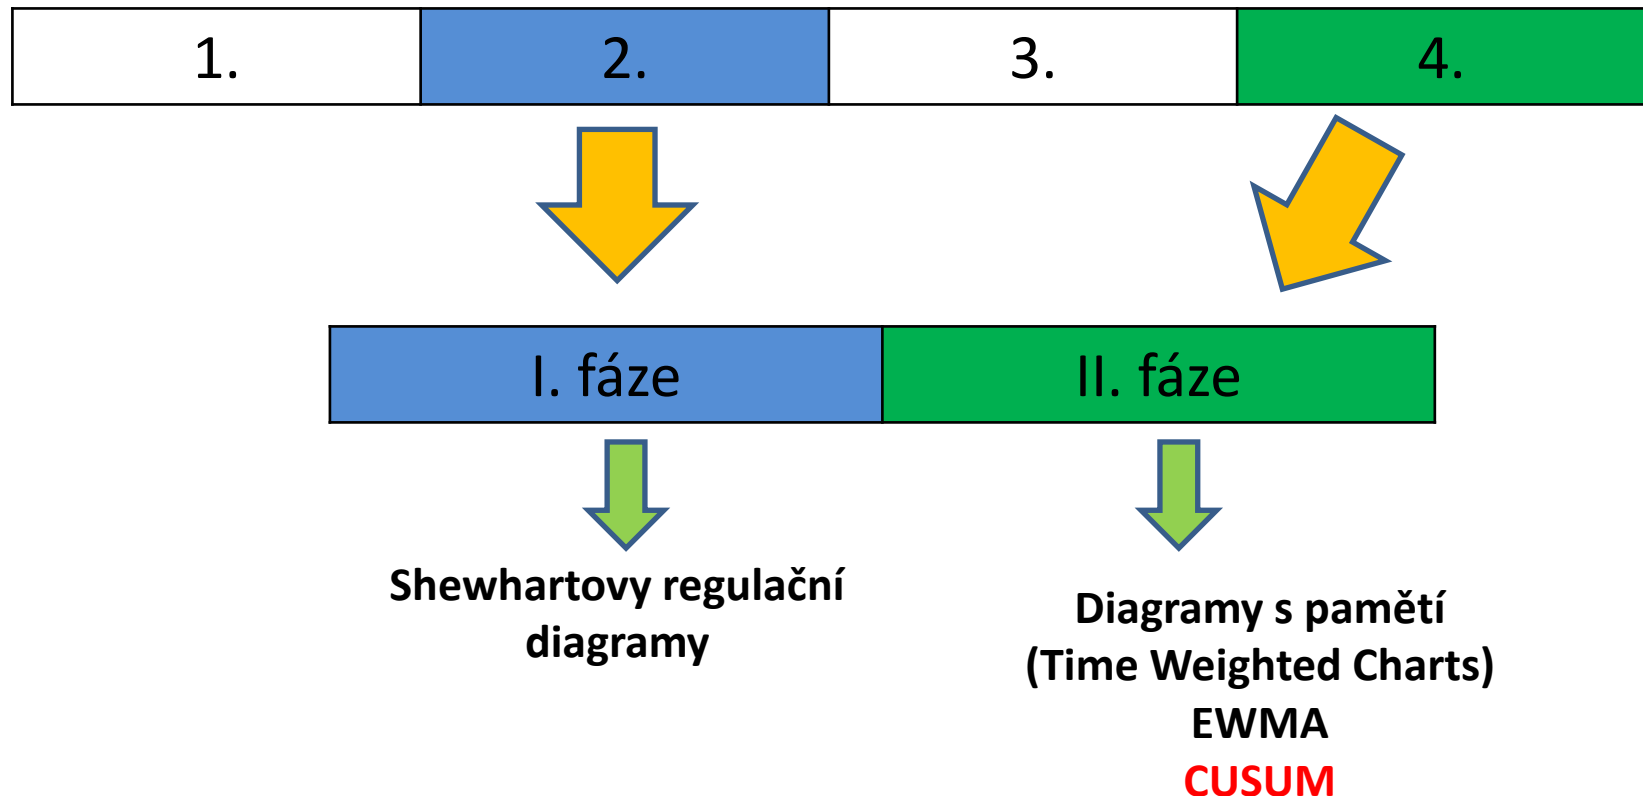 1.
2.
3.
4.
I. fáze
II. fáze
Shewhartovy regulační
diagramy
Diagramy s pamětí
(Time Weighted Charts)
EWMA
CUSUM